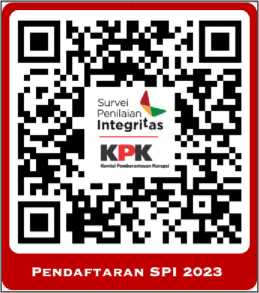 Survei
Penilaian
Integritas
KPK
Komisi Pemberantasan Korupsi
PENDAFTARAN SPI 2023